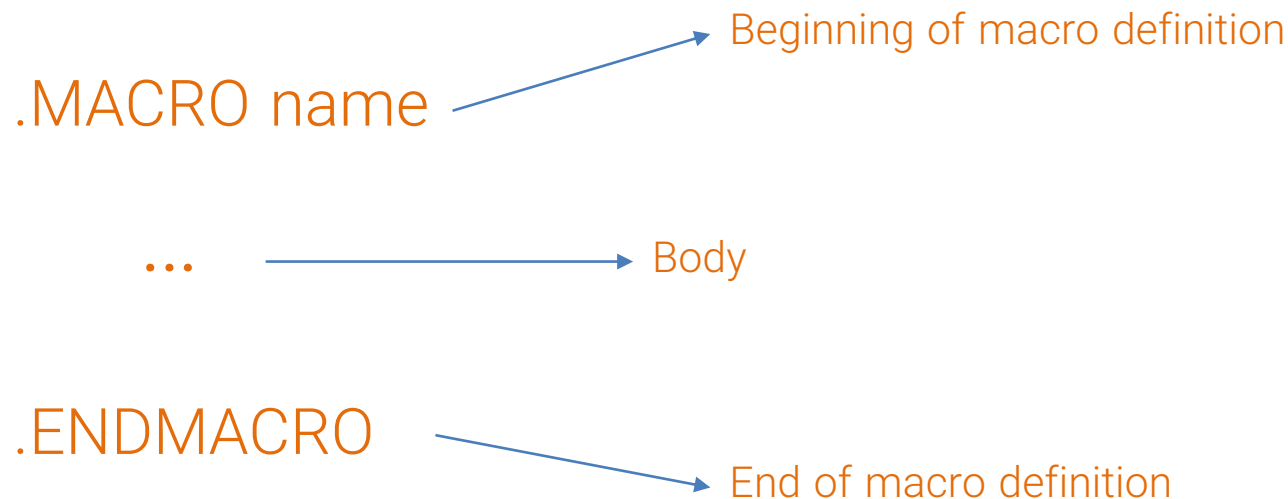 Beginning of macro definition
.MACRO name
... Body
.ENDMACRO
End of macro definition